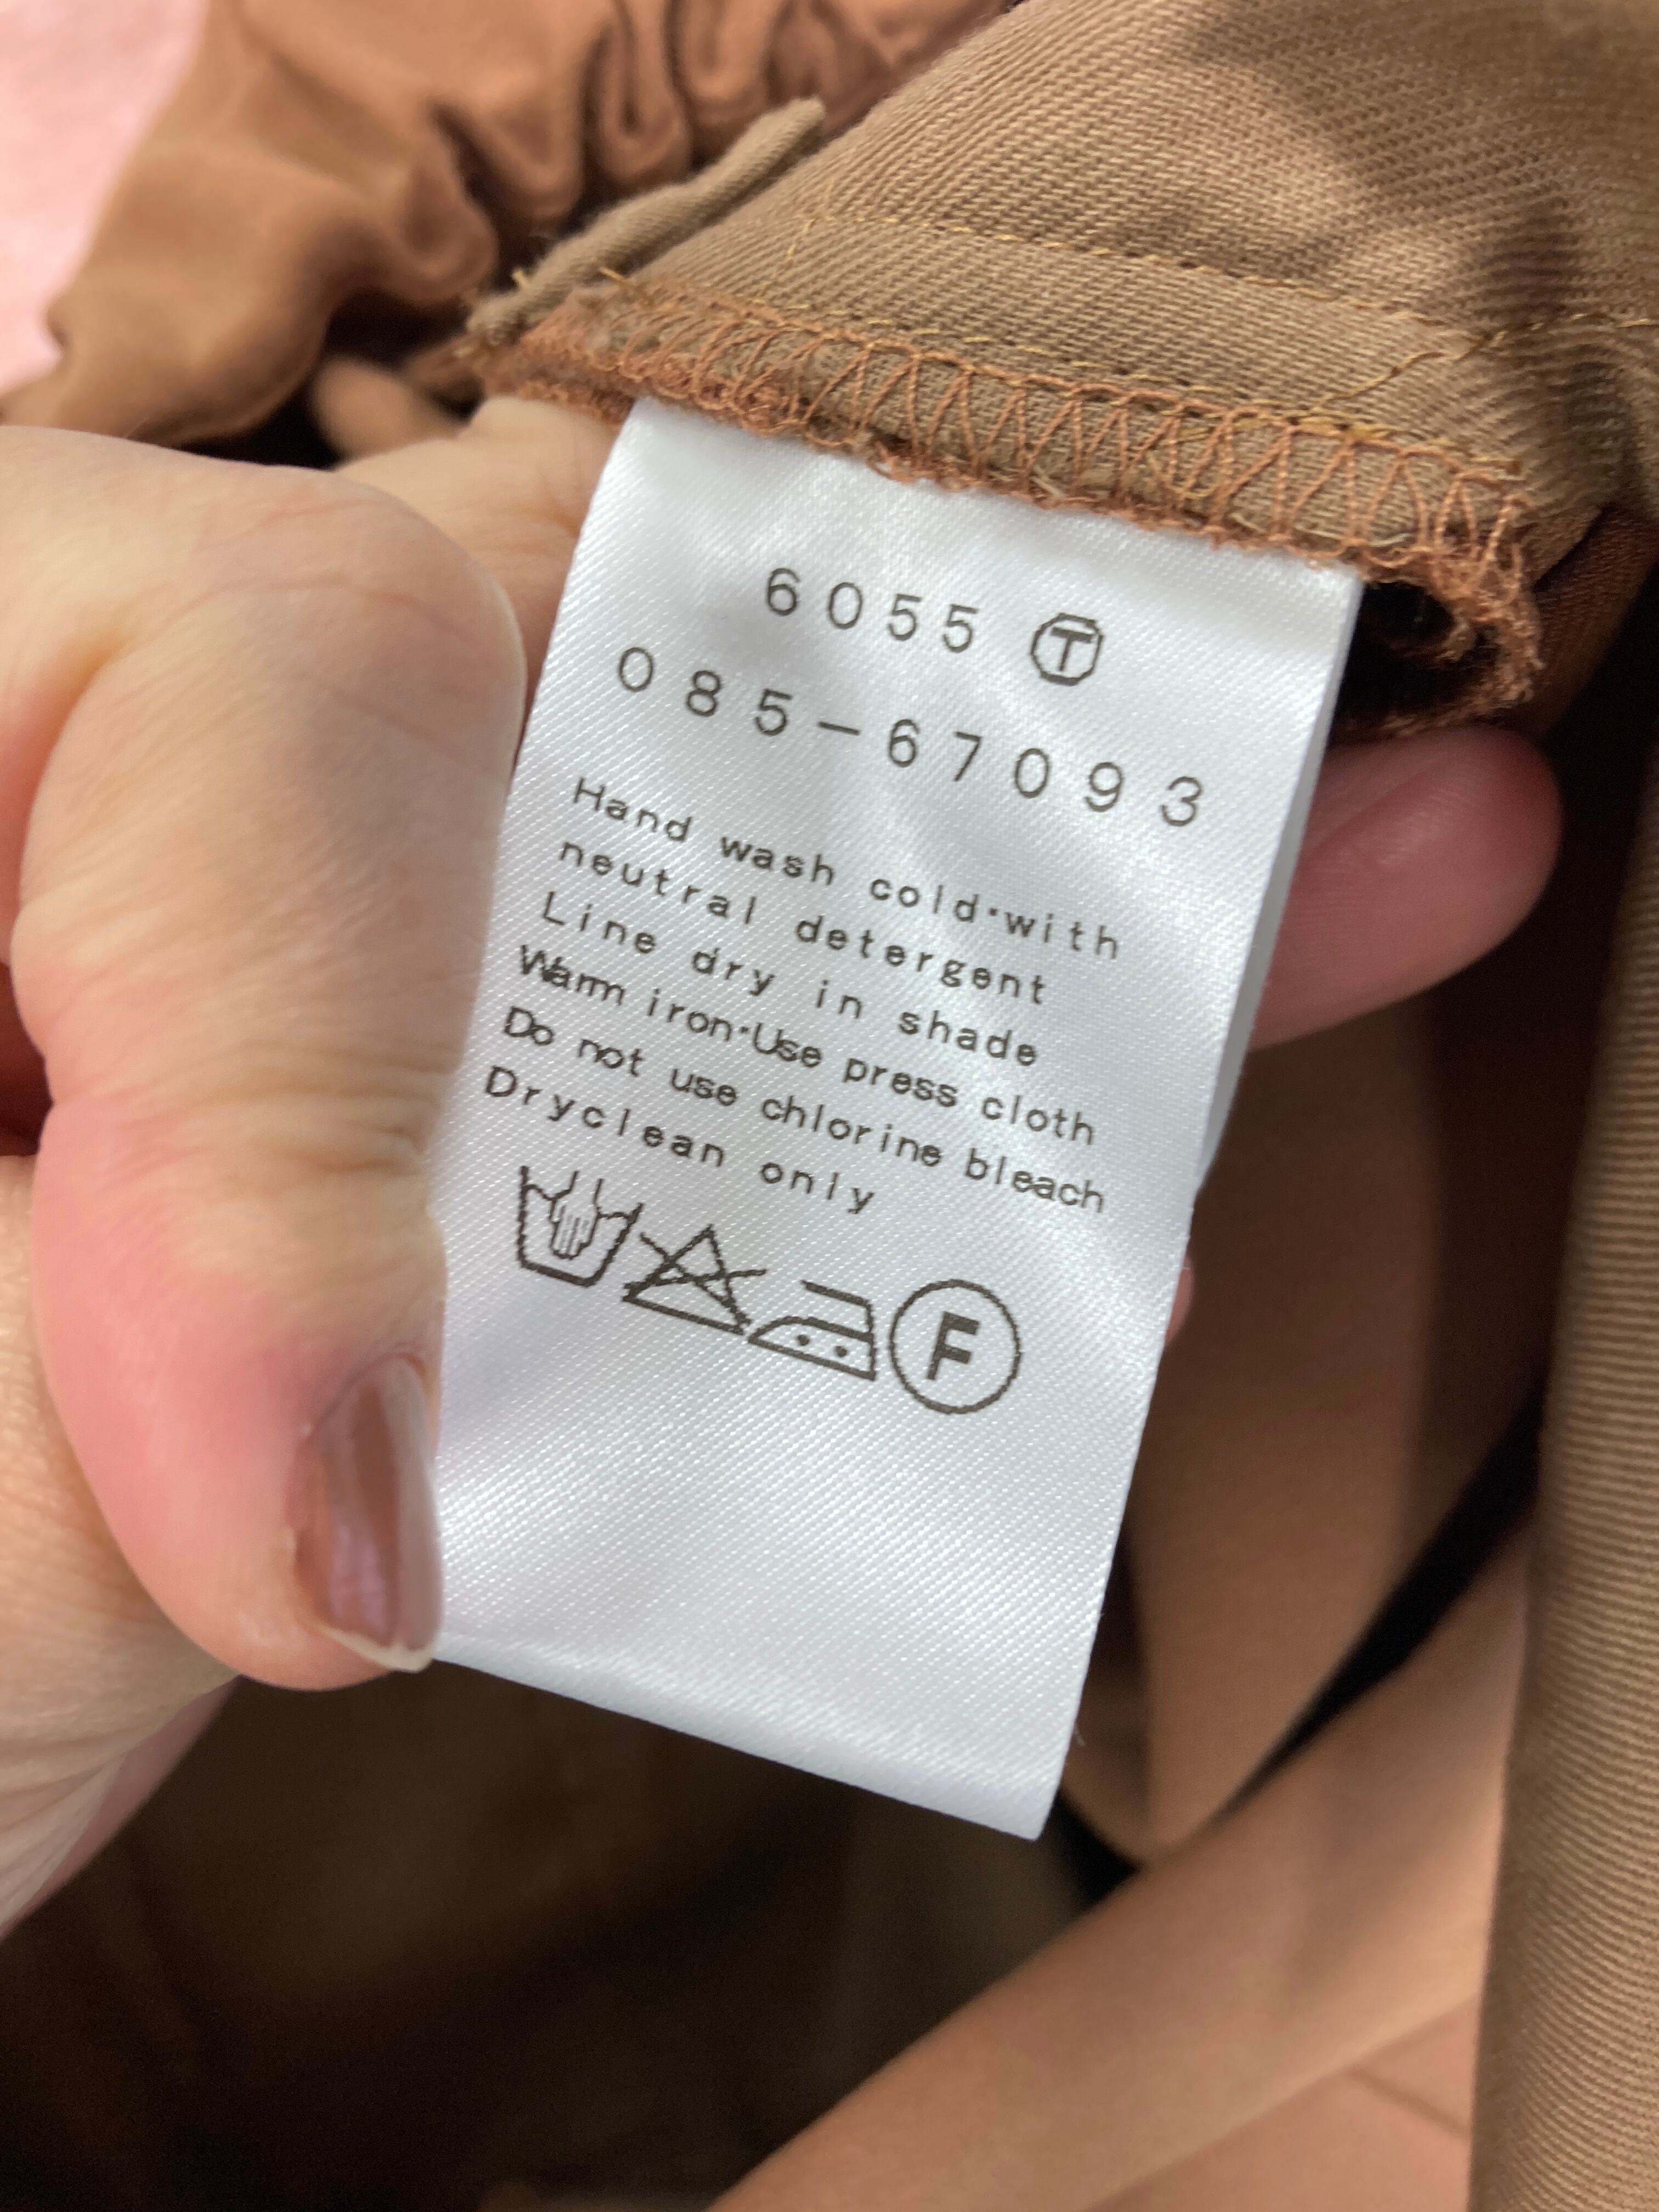 6055 Ⓣ
085-67093
Hand wash cold·with
neutral detergent
Line dry in shade
Warm iron·Use press cloth
Do not use chlorine bleach
Dryclean only
F